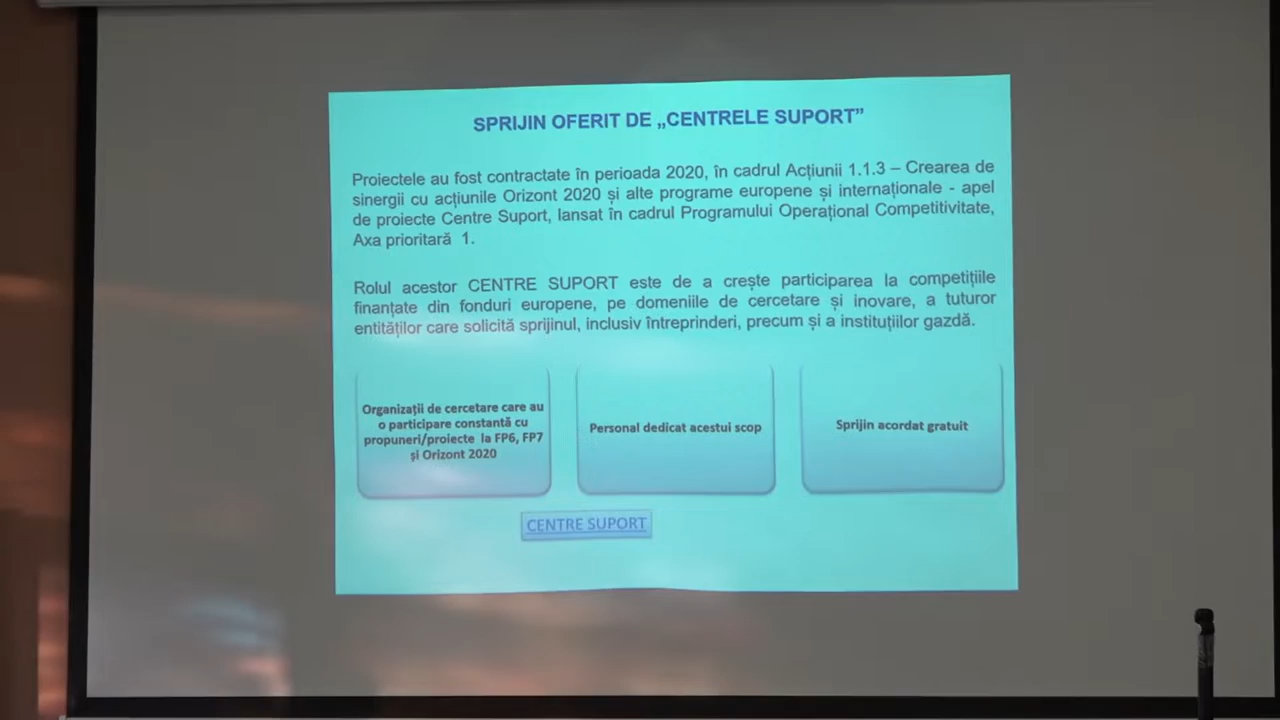 SPRIJIN OFERIT DE „CENTRELE SUPORT”
Proiectele au fost contractate în perioada 2020, în cadrul Acțiunii 1.1.3 – Crearea de
sinergii cu acțiunile Orizont 2020 și alte programe europene și internaționale - apel
de proiecte Centre Suport, lansat în cadrul Programului Operațional Competitivitate,
Axa prioritară 1.
Rolul acestor CENTRE SUPORT este de a crește participarea la competițiile
finanțate din fonduri europene, pe domeniile de cercetare și inovare, a tuturor
entităților care solicită sprijinul, inclusiv întreprinderi, precum și a instituțiilor gazdă.
Organizații de cercetare care au
o participare constantă cu
propuneri/proiecte la FP6, FP7
și Orizont 2020
Personal dedicat acestui scop
Sprijin acordat gratuit
CENTRE SUPORT